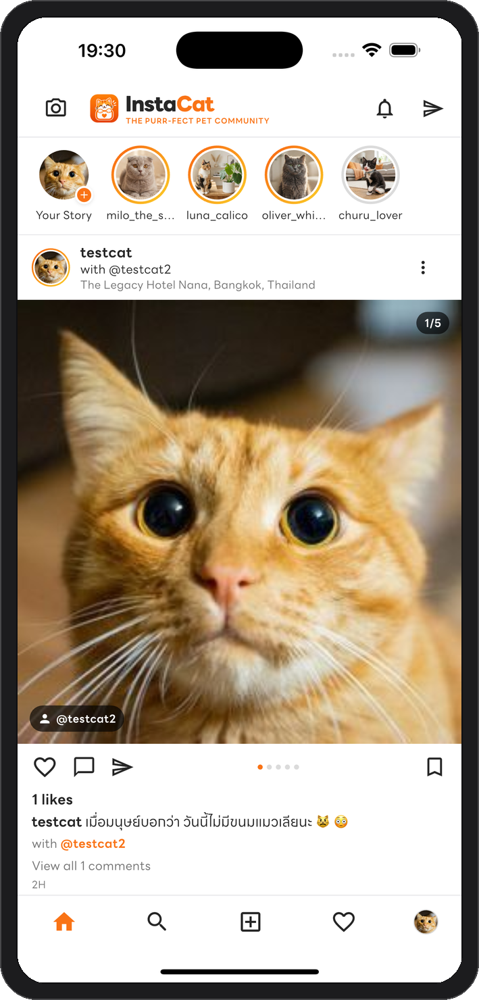 19:30
InstaCat
THE PURR-FECT PET COMMUNITY
Your Story
milo_the_s...
luna_calico
oliver_whi...
churu_lover
testcat
with @testcat2
The Legacy Hotel Nana, Bangkok, Thailand
1/5
@testcat2
1 likes
testcat เมื่อมนุษย์บอกว่า วันนี้ไม่มีขนมแมวเลียนะ 😾 😳
with @testcat2
View all 1 comments
2H